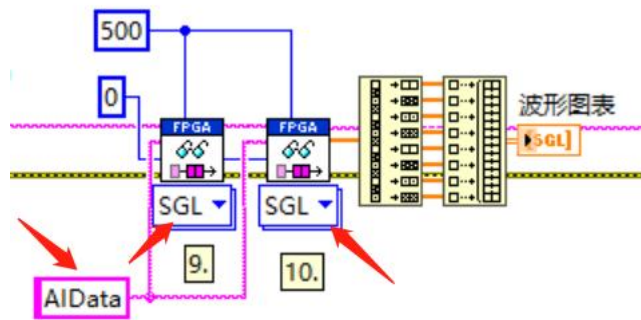 500
0
波形图表
FPGA
FPGA
SGL]
SGL
SGL
9.
10.
AIData